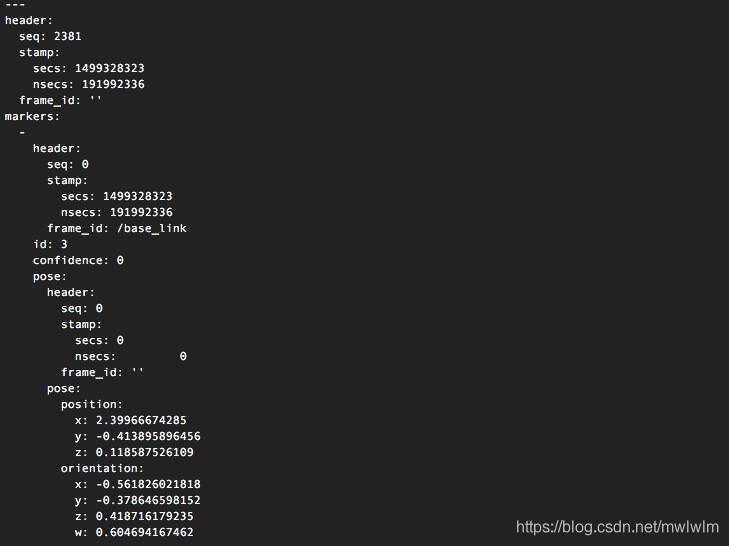 ---
header:
  seq: 2381
  stamp:
    secs: 1499328323
    nsecs: 191992336
  frame_id: ''
markers:
  -
    header:
      seq: 0
      stamp:
        secs: 1499328323
        nsecs: 191992336
      frame_id: /base_link
    id: 3
    confidence: 0
    pose:
      header:
        seq: 0
        stamp:
          secs: 0
          nsecs:         0
        frame_id: ''
      pose:
        position:
          x: 2.39966674285
          y: -0.413895896456
          z: 0.118587526109
        orientation:
          x: -0.561826021818
          y: -0.378646598152
          z: 0.418716179235
          w: 0.604694167462
https://blog.csdn.net/mwlwlm